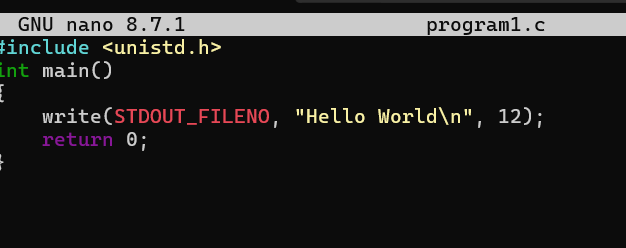 GNU nano 8.7.1 program1.c
#include <unistd.h>
int main()
{
    write(STDOUT_FILENO, "Hello World\n", 12);
    return 0;
}